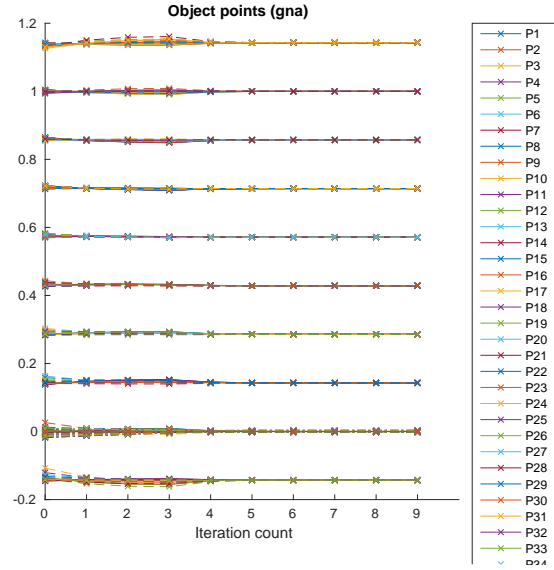 Object points (gna)
1.2
1
0.8
0.6
0.4
0.2
0
-0.2
0 1 2 3 4 5 6 7 8 9
Iteration count
P1
P2
P3
P4
P5
P6
P7
P8
P9
P10
P11
P12
P13
P14
P15
P16
P17
P18
P19
P20
P21
P22
P23
P24
P25
P26
P27
P28
P29
P30
P31
P32
P33
P34